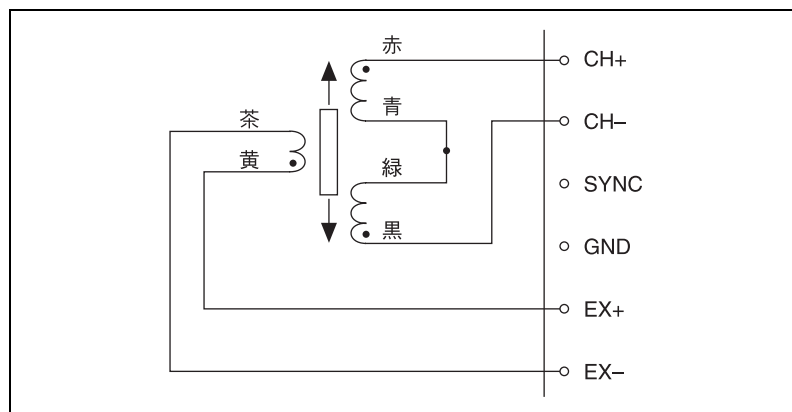 赤
CH+
青
CH–
茶
黄
緑
SYNC
黒
GND
EX+
EX–